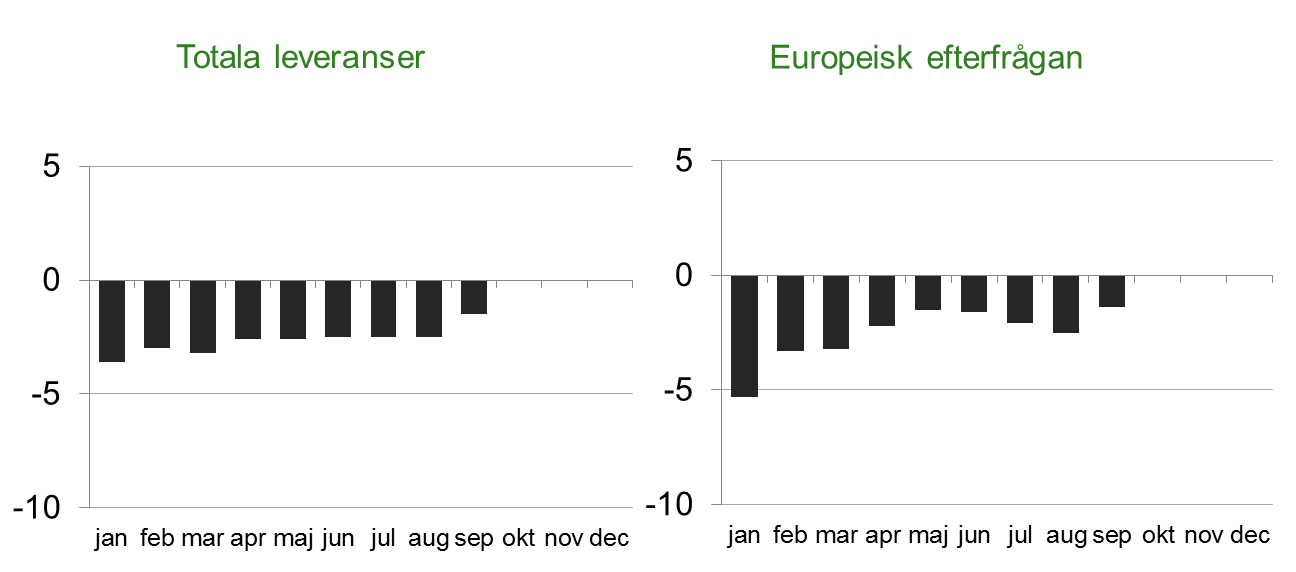 Totala leveranser
5
0
-5
-10
jan feb mar apr maj jun jul aug sep okt nov dec
Europeisk efterfrågan
5
0
-5
-10
jan feb mar apr maj jun jul aug sep okt nov dec